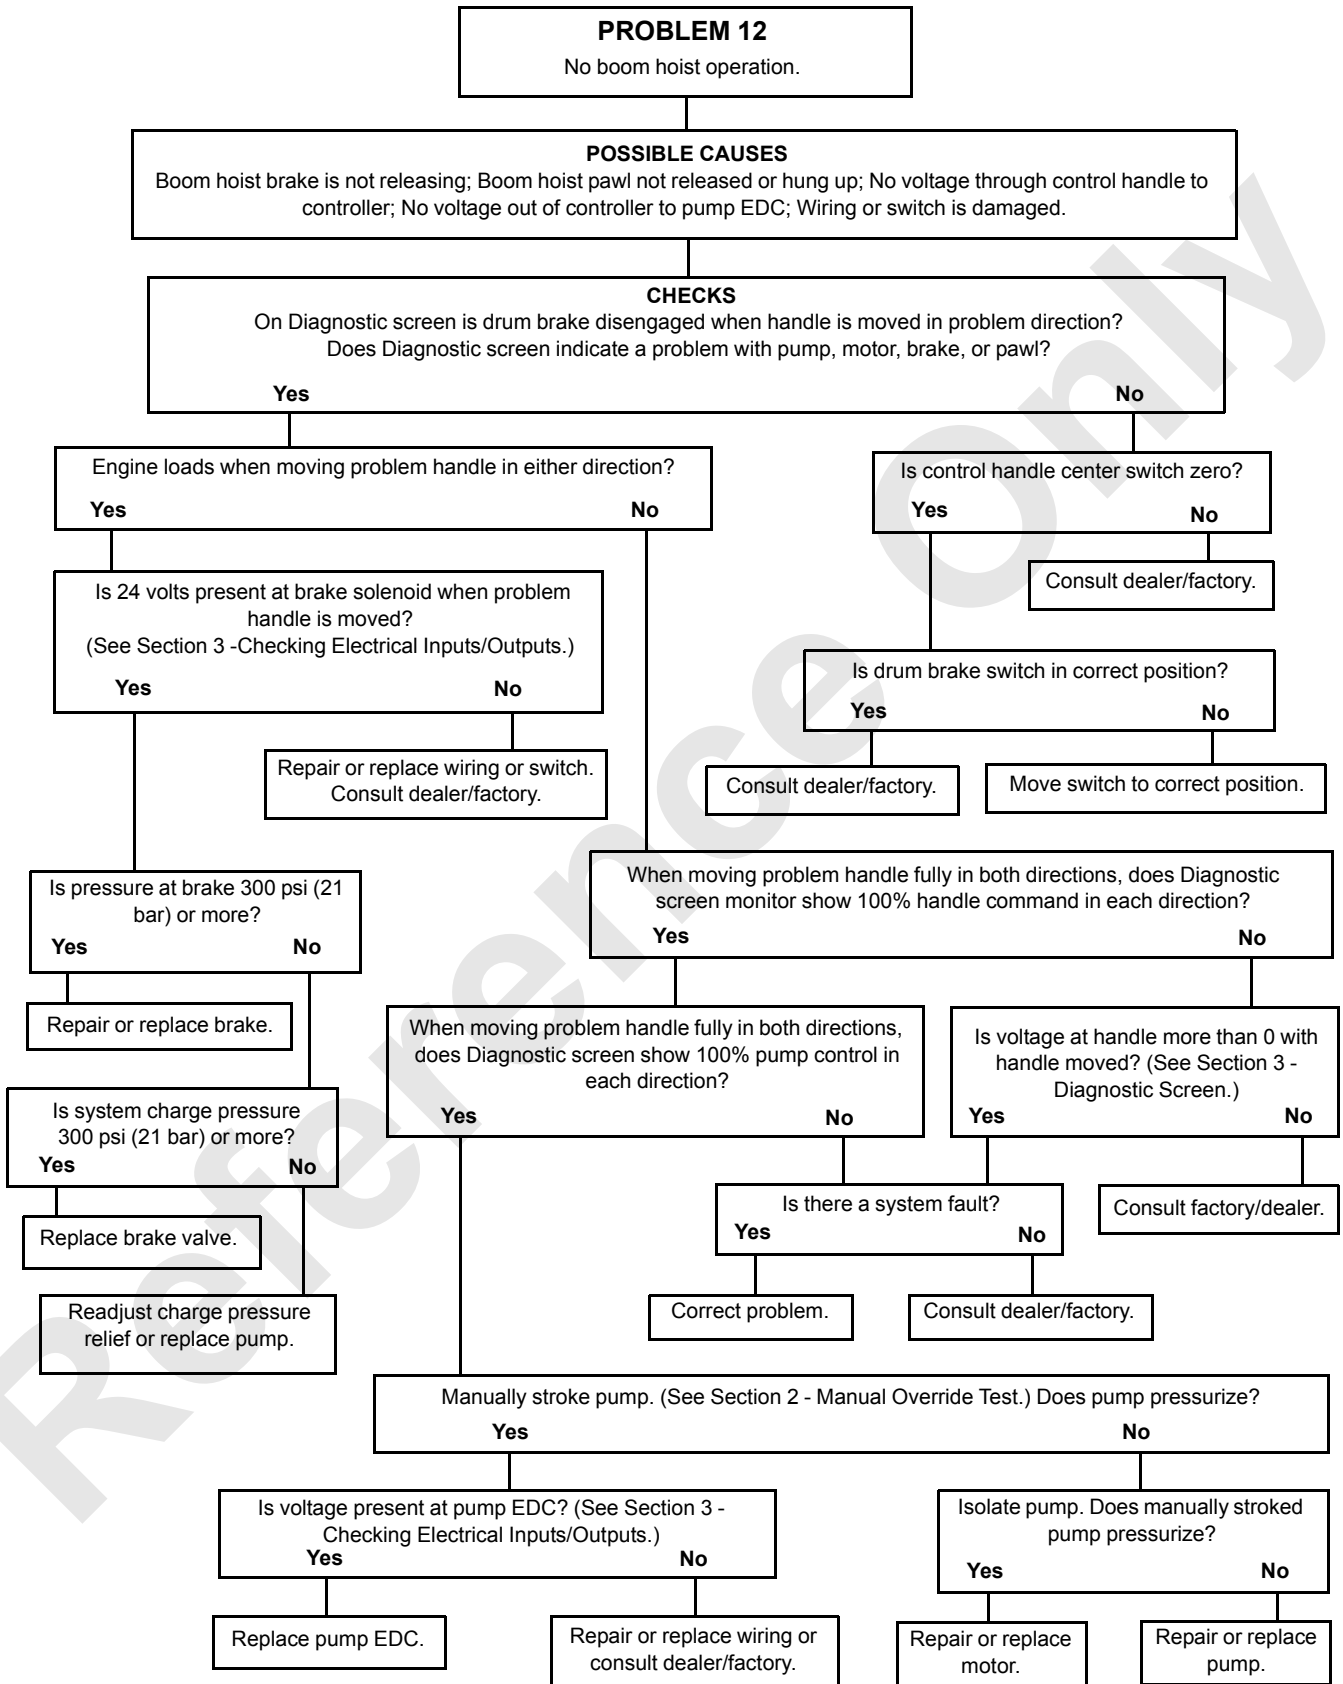 PROBLEM 12
No boom hoist operation.
POSSIBLE CAUSES
Boom hoist brake is not releasing; Boom hoist pawl not released or hung up; No voltage through control handle to
controller; No voltage out of controller to pump EDC; Wiring or switch is damaged.
CHECKS
On Diagnostic screen is drum brake disengaged when handle is moved in problem direction?
Does Diagnostic screen indicate a problem with pump, motor, brake, or pawl?
Yes
No
Engine loads when moving problem handle in either direction?
Yes
No
Is control handle center switch zero?
Yes
No
Consult dealer/factory.
Is 24 volts present at brake solenoid when problem
handle is moved?
(See Section 3 -Checking Electrical Inputs/Outputs.)
Yes
No
Is drum brake switch in correct position?
Yes
No
Repair or replace wiring or switch.
Consult dealer/factory.
Consult dealer/factory.
Move switch to correct position.
Is pressure at brake 300 psi (21
bar) or more?
Yes
No
When moving problem handle fully in both directions, does Diagnostic
screen monitor show 100% handle command in each direction?
Yes
No
Repair or replace brake.
When moving problem handle fully in both directions,
does Diagnostic screen show 100% pump control in
each direction?
Yes
No
Is voltage at handle more than 0 with
handle moved? (See Section 3 -
Diagnostic Screen.)
Yes
No
Is system charge pressure
300 psi (21 bar) or more?
Yes
No
Is there a system fault?
Yes
No
Consult factory/dealer.
Replace brake valve.
Correct problem.
Consult dealer/factory.
Readjust charge pressure
relief or replace pump.
Manually stroke pump. (See Section 2 - Manual Override Test.) Does pump pressurize?
Yes
No
Is voltage present at pump EDC? (See Section 3 -
Checking Electrical Inputs/Outputs.)
Yes
No
Isolate pump. Does manually stroked
pump pressurize?
Yes
No
Replace pump EDC.
Repair or replace wiring or
consult dealer/factory.
Repair or replace
motor.
Repair or replace
pump.
Reference Only